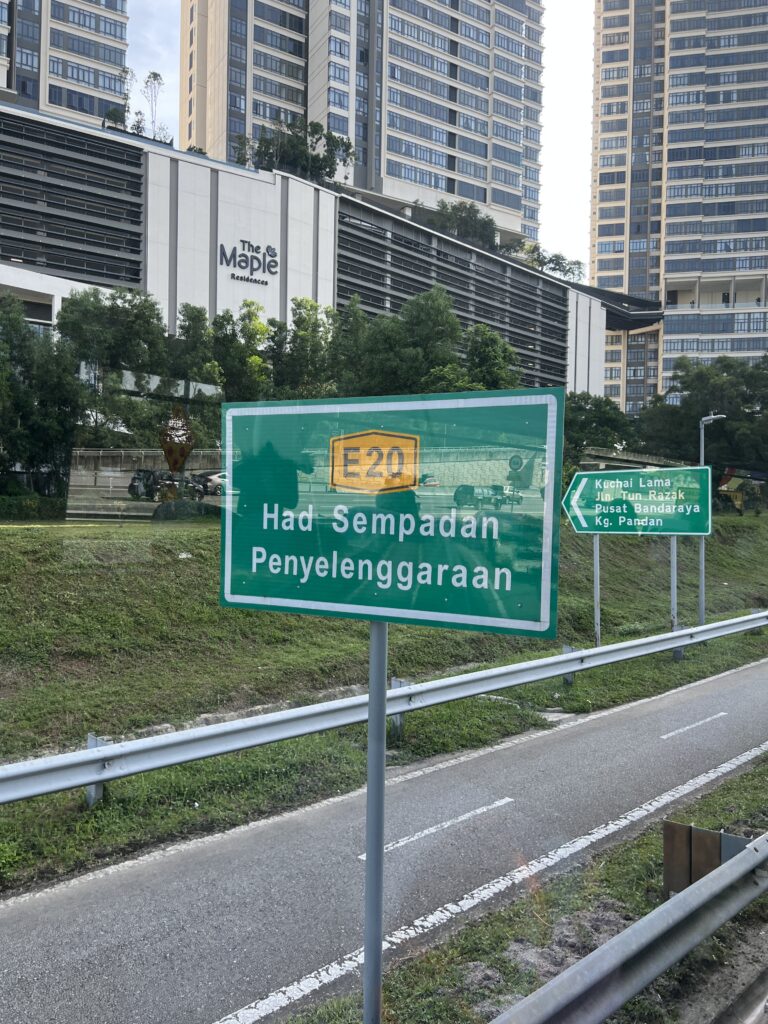 The
Maple
Residences
E20
Had Sempadan
Penyelenggaraan
Kuchai Lama
Jln. Tun Razak
Pusat Bandaraya
Kg. Pandan